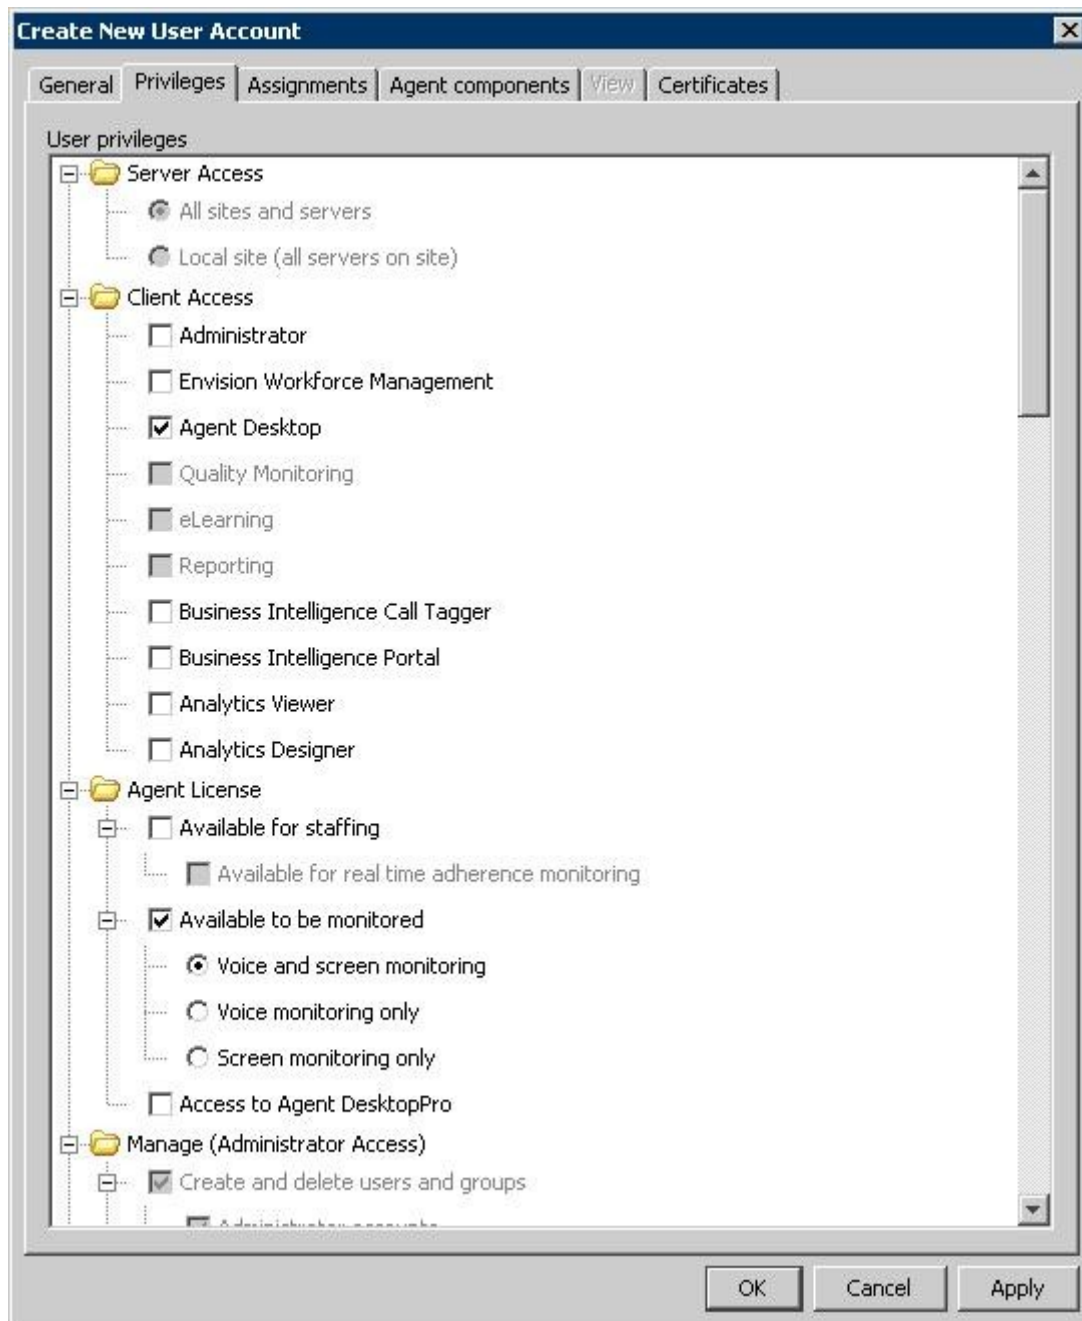 Create New User Account
General Privileges Assignments Agent components View Certificates
User privileges
Server Access
All sites and servers
Local site (all servers on site)
Client Access
Administrator
Envision Workforce Management
Agent Desktop
Quality Monitoring
eLearning
Reporting
Business Intelligence Call Tagger
Business Intelligence Portal
Analytics Viewer
Analytics Designer
Agent License
Available for staffing
Available for real time adherence monitoring
Available to be monitored
Voice and screen monitoring
Voice monitoring only
Screen monitoring only
Access to Agent DesktopPro
Manage (Administrator Access)
Create and delete users and groups
Administrator accounts
OK Cancel Apply